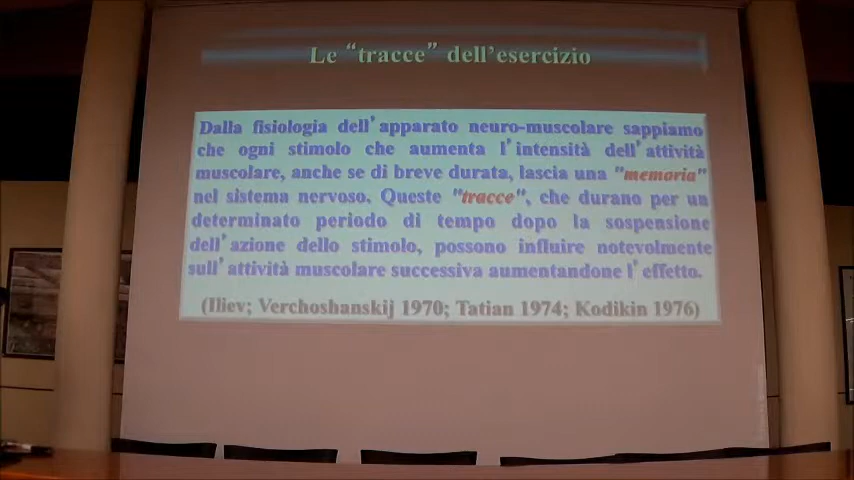 Le “tracce” dell’esercizio
Dalla fisiologia dell’apparato neuro-muscolare sappiamo
che ogni stimolo che aumenta l’intensità dell’attività
muscolare, anche se di breve durata, lascia una "memoria"
nel sistema nervoso. Queste "tracce", che durano per un
determinato periodo di tempo dopo la sospensione
dell’azione dello stimolo, possono influire notevolmente
sull’attività muscolare successiva aumentandone l’effetto.
(Iliev; Verchoshanskij 1970; Tatian 1974; Kodikin 1976)